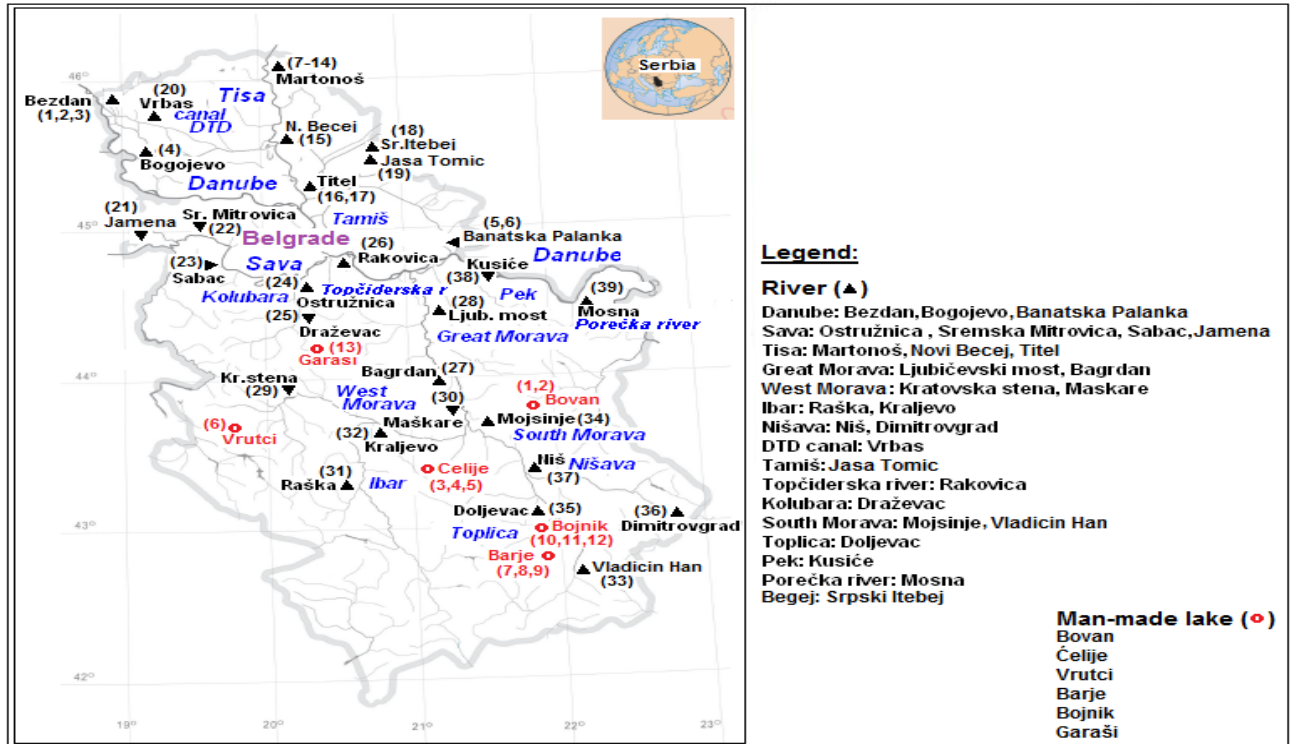 Serbia
46°
(7-14)
Martonoš
Bezdan
(1,2,3)
(20)
Vrbas
canal
DTD
Tisa
N. Becej
(15)
(18)
Sr.Itebej
Jasa Tomic
(19)
(4)
Bogojevo
Danube
Titel
(16,17)
Tamiš
(21)
Jamena
45°
Sr. Mitrovica
(22)
Belgrade
(5,6)
Banatska Palanka
Danube
(26)
Rakovica
(23)
Sabac
Sava
Kusiće
(38)
Pek
(39)
Mosna
Porečka river
Kolubara
(24)
Topčiderska r
Ostružnica
(25)
Draževac
(28)
Ljub. most
Great Morava
(13)
Garasi
44°
Kr.stena
(29)
Bagrdan
(27)
West
Morava
(30)
Maškare
(1,2)
Bovan
(6)
Vrutci
(32)
Kraljevo
Mojsinje
(34)
South Morava
Celije
(3,4,5)
Niš
(37)
Nišava
(31)
Raška
Ibar
43°
Doljevac
(35)
(36)
Dimitrovgrad
Toplica
Bojnik
(10,11,12)
Barje
(7,8,9)
Vladicin Han
(33)
42°
19°
20°
21°
22°
23°
Legend:
River (▲)
Danube: Bezdan,Bogojevo,Banatska Palanka
Sava: Ostružnica , Sremska Mitrovica, Sabac,Jamena
Tisa: Martonoš, Novi Becej, Titel
Great Morava: Ljubičevski most, Bagrdan
West Morava: Kratovska stena, Maskare
Ibar: Raška, Kraljevo
Nišava: Niš, Dimitrovgrad
DTD canal: Vrbas
Tamiš: Jasa Tomic
Topčiderska river: Rakovica
Kolubara: Draževac
South Morava: Mojsinje, Vladicin Han
Toplica: Doljevac
Pek: Kusiće
Porečka river: Mosna
Begej: Srpski Itebej
Man-made lake (o)
Bovan
Ćelije
Vrutci
Barje
Bojnik
Garaši